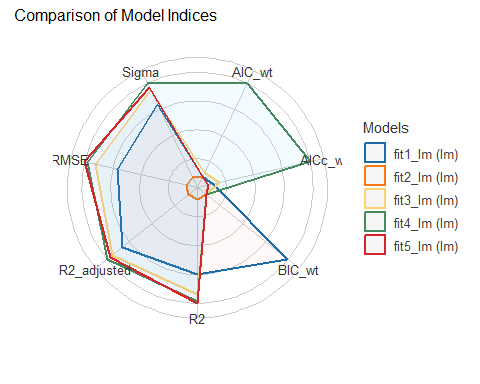 Comparison of Model Indices
Sigma
AIC_wt
RMSE
AICc_w
R2_adjusted
BIC_wt
R2
Models
fit1_lm (lm)
fit2_lm (lm)
fit3_lm (lm)
fit4_lm (lm)
fit5_lm (lm)